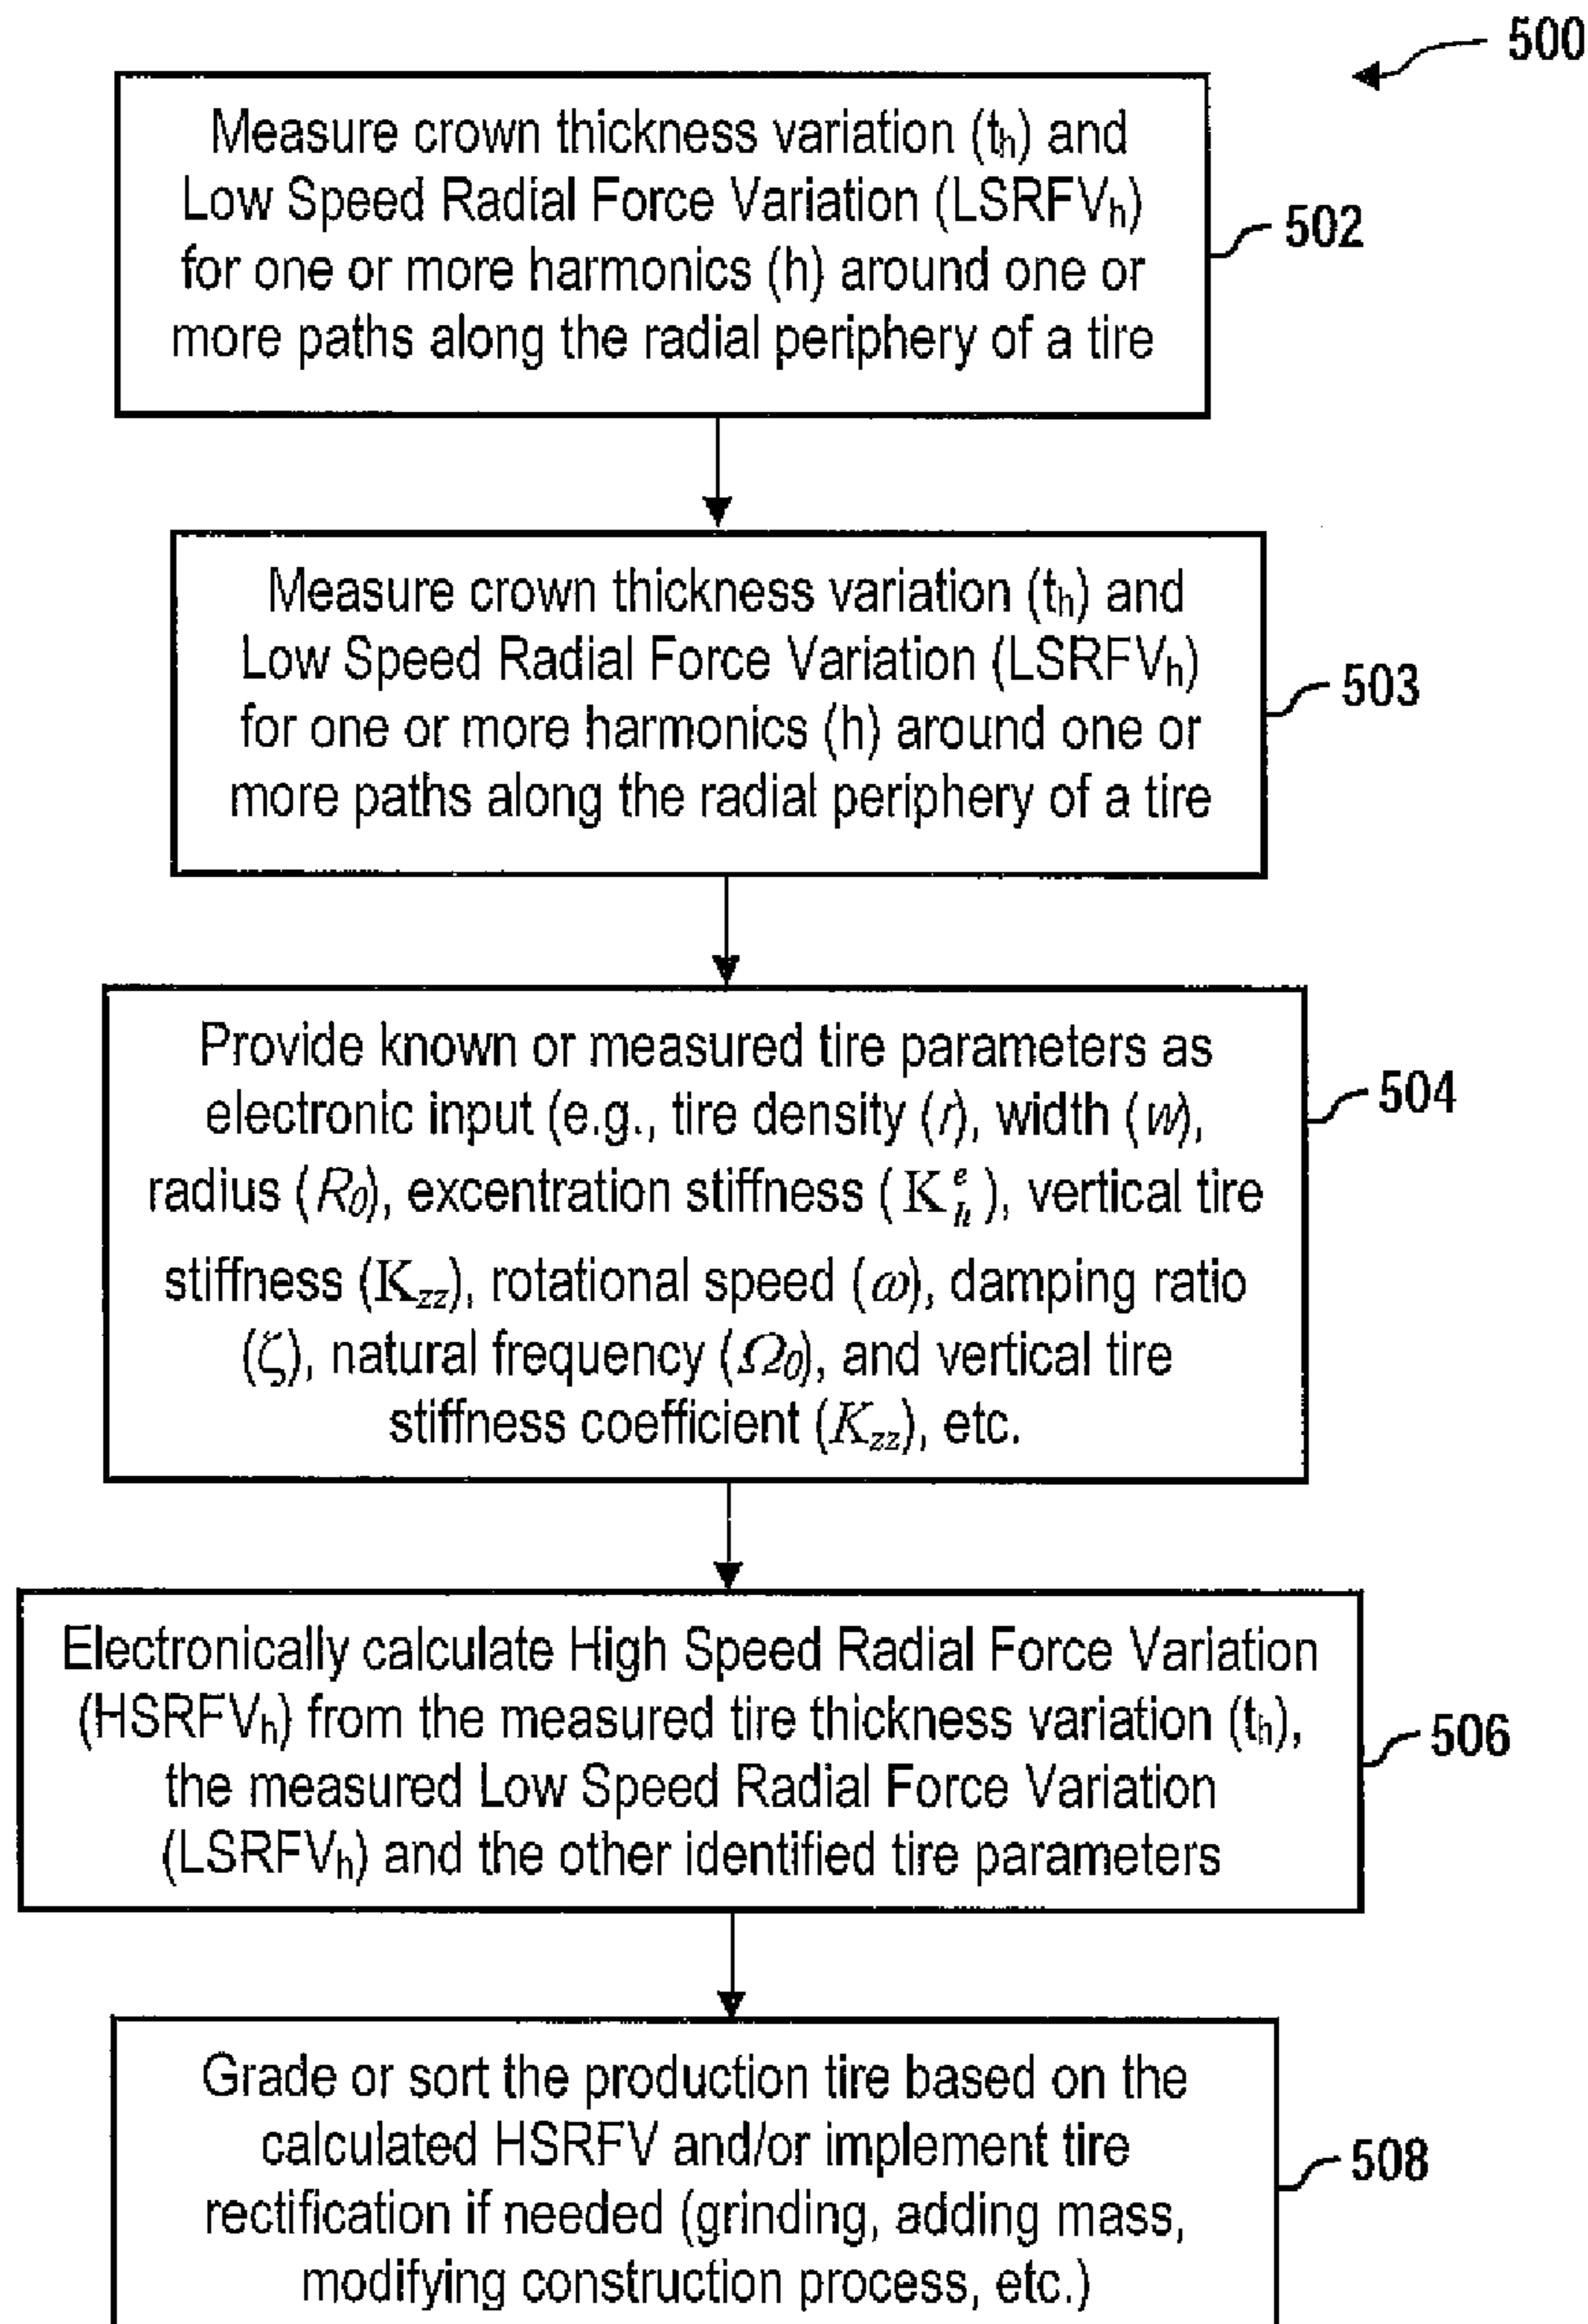 500
Measure crown thickness variation (tₕ) and
Low Speed Radial Force Variation (LSRFVₕ)
for one or more harmonics (h) around one or
more paths along the radial periphery of a tire
502
Measure crown thickness variation (tₕ) and
Low Speed Radial Force Variation (LSRFVₕ)
for one or more harmonics (h) around one or
more paths along the radial periphery of a tire
503
Provide known or measured tire parameters as
electronic input (e.g., tire density (r), width (w),
radius (R₀), excentration stiffness (Kₕᵉ), vertical tire
stiffness (K_zz), rotational speed (ω), damping ratio
(ζ), natural frequency (Ω₀), and vertical tire
stiffness coefficient (K_zz), etc.
504
Electronically calculate High Speed Radial Force Variation
(HSRFVₕ) from the measured tire thickness variation (tₕ),
the measured Low Speed Radial Force Variation
(LSRFVₕ) and the other identified tire parameters
506
Grade or sort the production tire based on the
calculated HSRFV and/or implement tire
rectification if needed (grinding, adding mass,
modifying construction process, etc.)
508